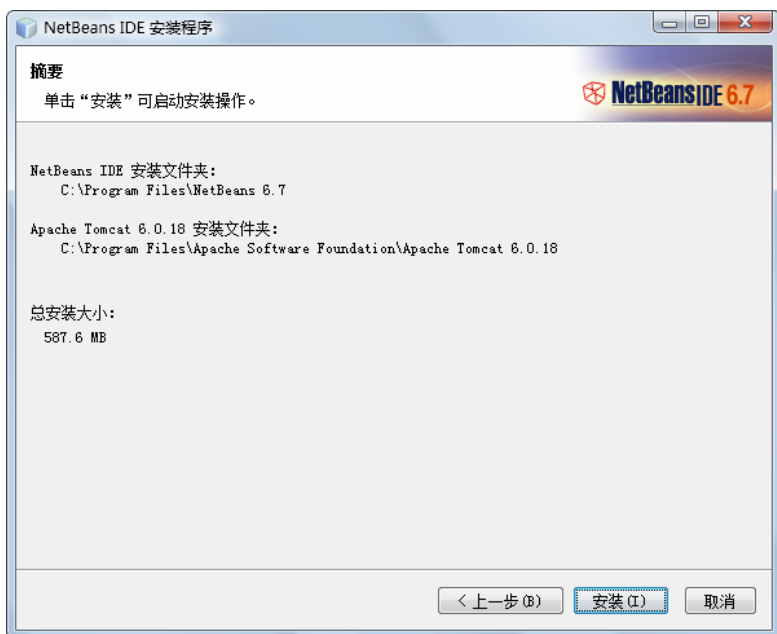 NetBeans IDE 安装程序
摘要
单击“安装”可启动安装操作。
NetBeans IDE 6.7
NetBeans IDE 安装文件夹:
C:\Program Files\NetBeans 6.7
Apache Tomcat 6.0.18 安装文件夹:
C:\Program Files\Apache Software Foundation\Apache Tomcat 6.0.18
总安装大小:
587.6 MB
< 上一步(B)
安装(I)
取消